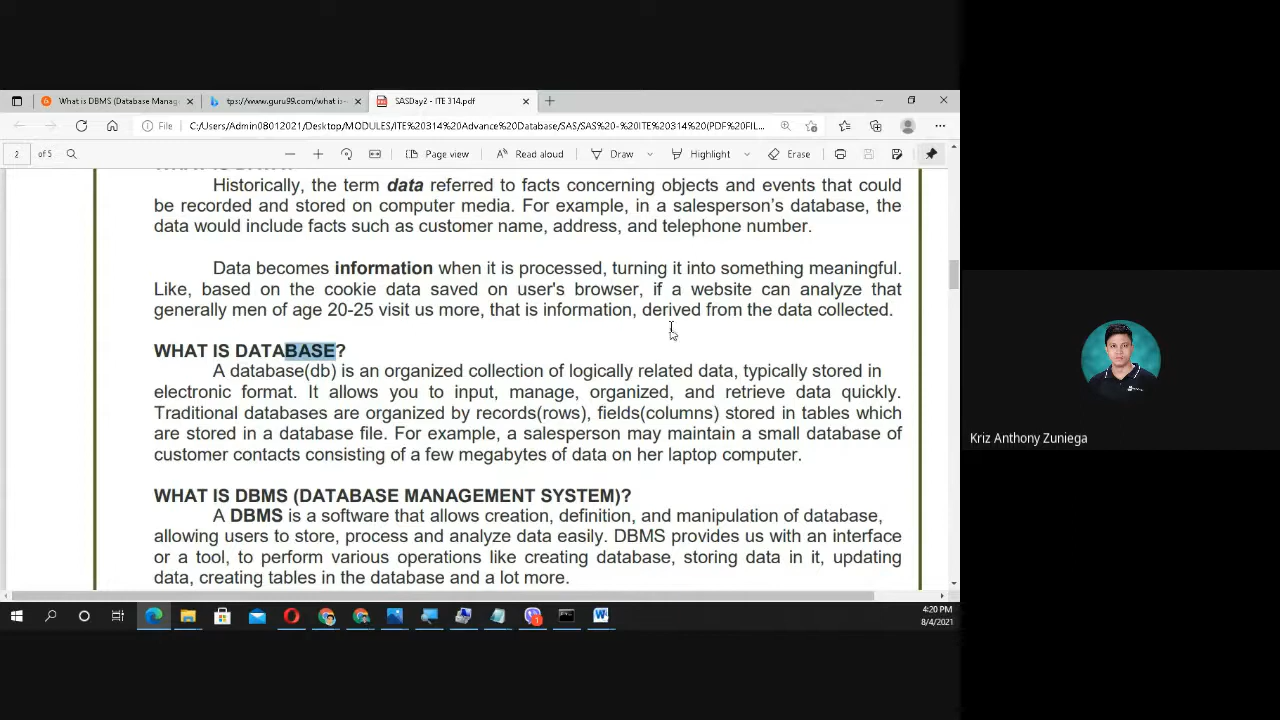 What is DBMS (Database Manag
tps://www.guru99.com/what is-
SASDay2 - ITE 314.pdf
File
C:/Users/Admin08012021/Desktop/MODULES/ITE%20314%20Advance%20Database/SAS/SAS%20-%20ITE%20314%20(PDF%20FIL...
2 of 5
Page view
Read aloud
Draw
Highlight
Erase
Historically, the term data referred to facts concerning objects and events that could
be recorded and stored on computer media. For example, in a salesperson's database, the
data would include facts such as customer name, address, and telephone number.
Data becomes information when it is processed, turning it into something meaningful.
Like, based on the cookie data saved on user's browser, if a website can analyze that
generally men of age 20-25 visit us more, that is information, derived from the data collected.
WHAT IS DATABASE?
A database(db) is an organized collection of logically related data, typically stored in
electronic format. It allows you to input, manage, organized, and retrieve data quickly.
Traditional databases are organized by records(rows), fields(columns) stored in tables which
are stored in a database file. For example, a salesperson may maintain a small database of
customer contacts consisting of a few megabytes of data on her laptop computer.
WHAT IS DBMS (DATABASE MANAGEMENT SYSTEM)?
A DBMS is a software that allows creation, definition, and manipulation of database,
allowing users to store, process and analyze data easily. DBMS provides us with an interface
or a tool, to perform various operations like creating database, storing data in it, updating
data, creating tables in the database and a lot more.
4:20 PM
8/4/2021
Kriz Anthony Zuniega